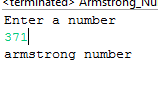 <terminated> Armstrong_Nu
Enter a number
371
armstrong number